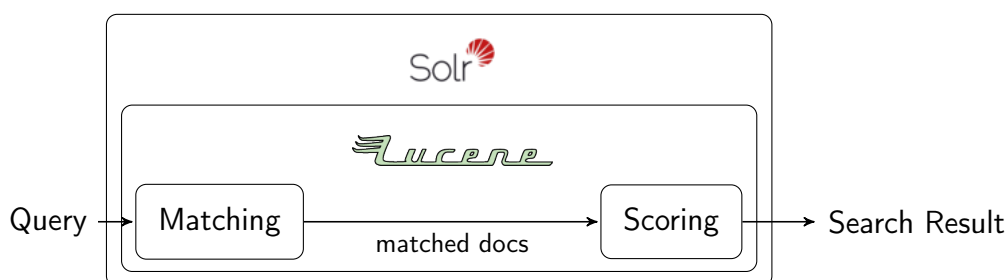 Solr
Lucene
Query
Matching
matched docs
Scoring
Search Result